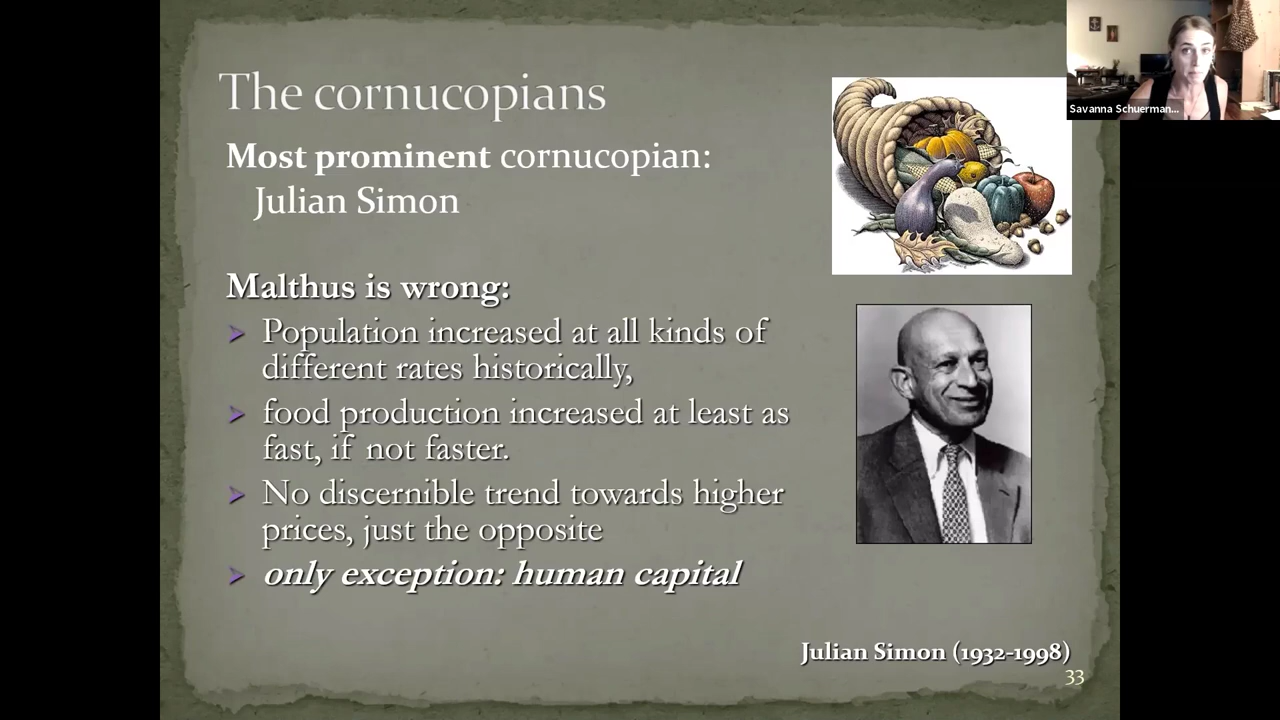 The cornucopians
Savanna Schuerman...
Most prominent cornucopian:
Julian Simon
Malthus is wrong:
Population increased at all kinds of
different rates historically,
food production increased at least as
fast, if not faster.
No discernible trend towards higher
prices, just the opposite
only exception: human capital
Julian Simon (1932-1998)
33